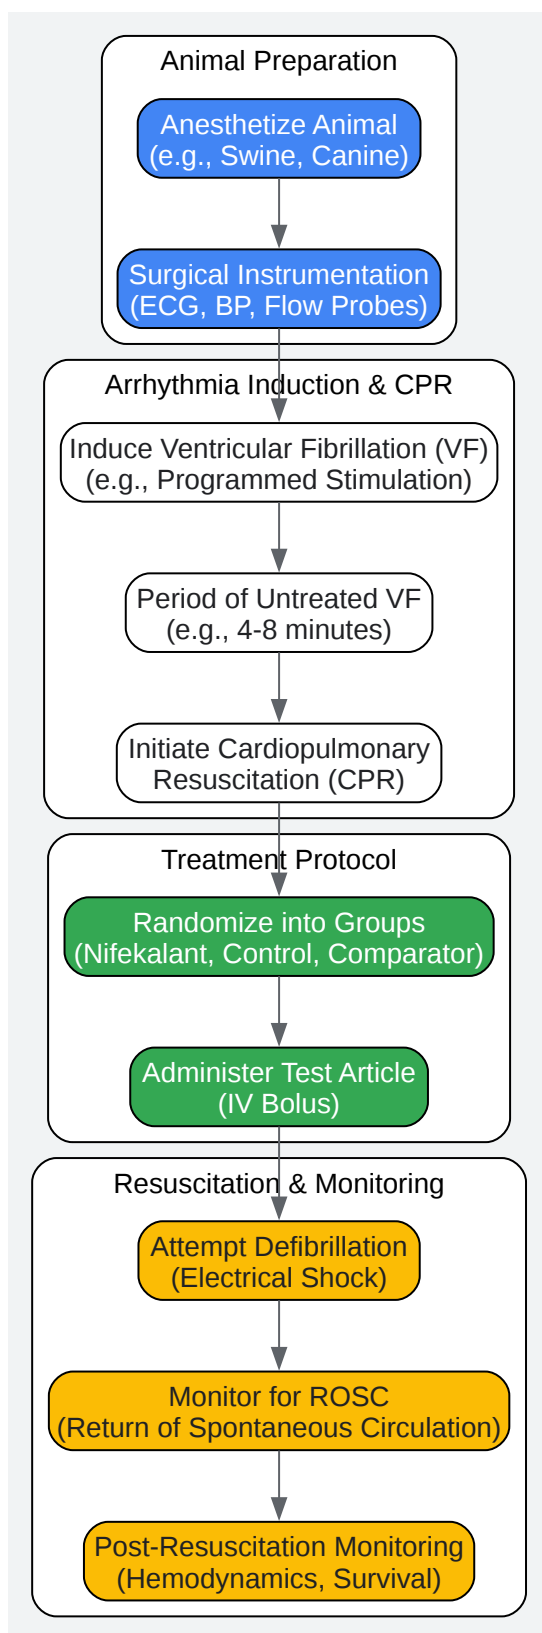 Animal Preparation
Anesthetize Animal
(e.g., Swine, Canine)
Surgical Instrumentation
(ECG, BP, Flow Probes)
Arrhythmia Induction & CPR
Induce Ventricular Fibrillation (VF)
(e.g., Programmed Stimulation)
Period of Untreated VF
(e.g., 4-8 minutes)
Initiate Cardiopulmonary
Resuscitation (CPR)
Treatment Protocol
Randomize into Groups
(Nifekalant, Control, Comparator)
Administer Test Article
(IV Bolus)
Resuscitation & Monitoring
Attempt Defibrillation
(Electrical Shock)
Monitor for ROSC
(Return of Spontaneous Circulation)
Post-Resuscitation Monitoring
(Hemodynamics, Survival)